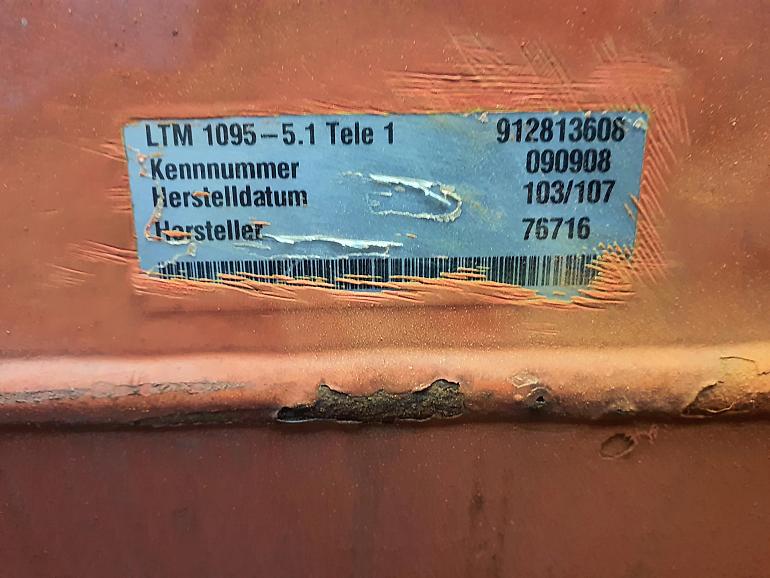 LTM 1095-5.1 Tele 1 912813608
Kennnummer 090908
Herstelldatum 103/107
Hersteller 76716